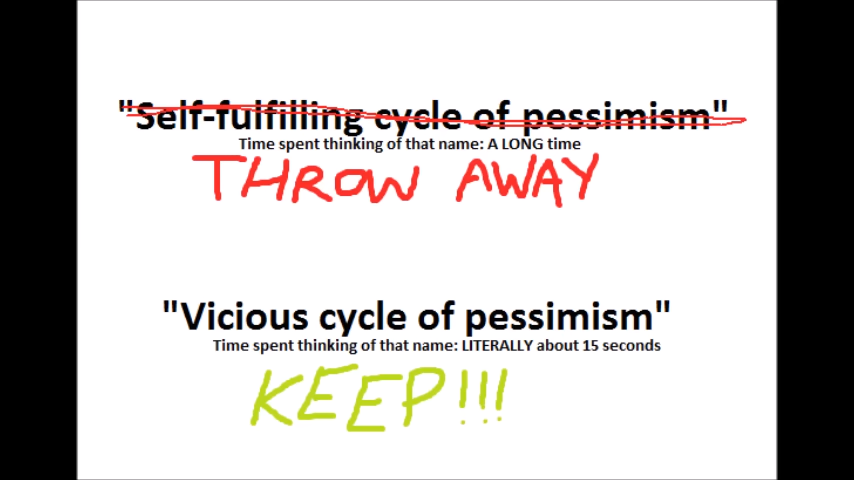 "Self-fulfilling cycle of pessimism"
Time spent thinking of that name: A LONG time
THROW AWAY
"Vicious cycle of pessimism"
Time spent thinking of that name: LITERALLY about 15 seconds
KEEP!!!